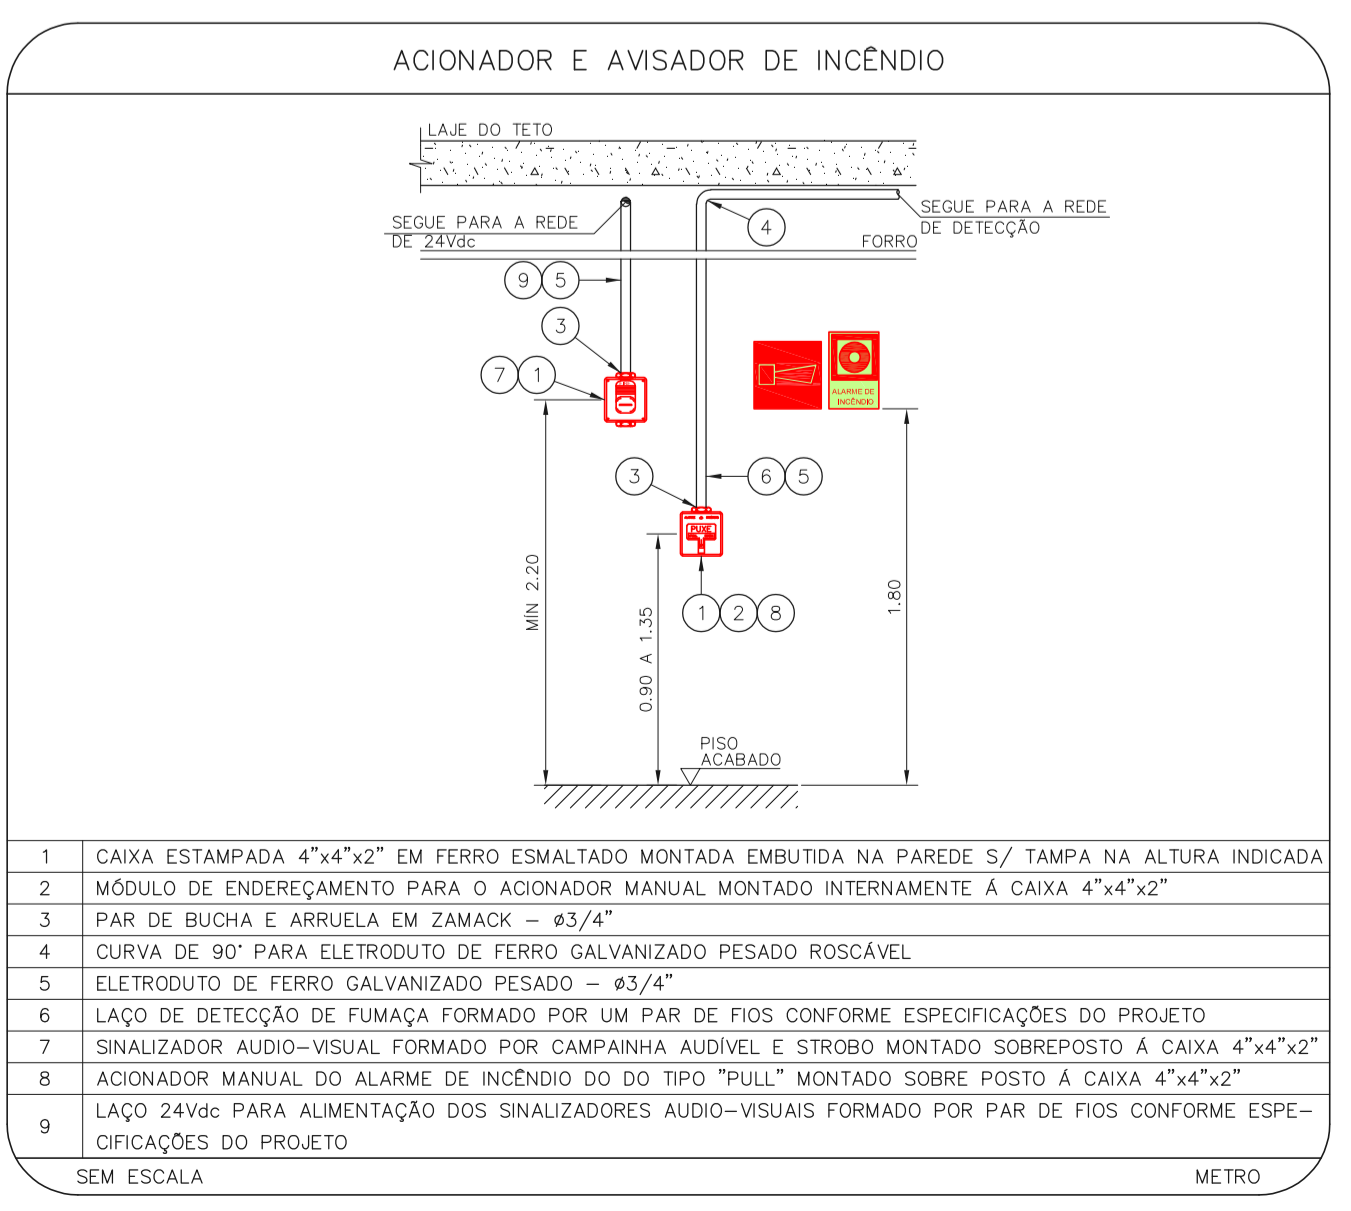 ACIONADOR E AVISADOR DE INCÊNDIO
LAJE DO TETO
SEGUE PARA A REDE
DE 24Vdc
SEGUE PARA A REDE
DE DETECÇÃO
4
FORRO
9 5
3
7 1
ALARME DE
INCÊNDIO
3
6 5
PUXE
1 2 8
MÍN 2.20
0.90 A 1.35
1.80
PISO
ACABADO
1 CAIXA ESTAMPADA 4"x4"x2" EM FERRO ESMALTADO MONTADA EMBUTIDA NA PAREDE S/ TAMPA NA ALTURA INDICADA
2 MÓDULO DE ENDEREÇAMENTO PARA O ACIONADOR MANUAL MONTADO INTERNAMENTE Á CAIXA 4"x4"x2"
3 PAR DE BUCHA E ARRUELA EM ZAMACK – ø3/4"
4 CURVA DE 90° PARA ELETRODUTO DE FERRO GALVANIZADO PESADO ROSCÁVEL
5 ELETRODUTO DE FERRO GALVANIZADO PESADO – ø3/4"
6 LAÇO DE DETECÇÃO DE FUMAÇA FORMADO POR UM PAR DE FIOS CONFORME ESPECIFICAÇÕES DO PROJETO
7 SINALIZADOR AUDIO–VISUAL FORMADO POR CAMPAINHA AUDÍVEL E STROBO MONTADO SOBREPOSTO Á CAIXA 4"x4"x2"
8 ACIONADOR MANUAL DO ALARME DE INCÊNDIO DO DO TIPO "PULL" MONTADO SOBRE POSTO Á CAIXA 4"x4"x2"
9 LAÇO 24Vdc PARA ALIMENTAÇÃO DOS SINALIZADORES AUDIO–VISUAIS FORMADO POR PAR DE FIOS CONFORME ESPE–
CIFICAÇÕES DO PROJETO
SEM ESCALA
METRO